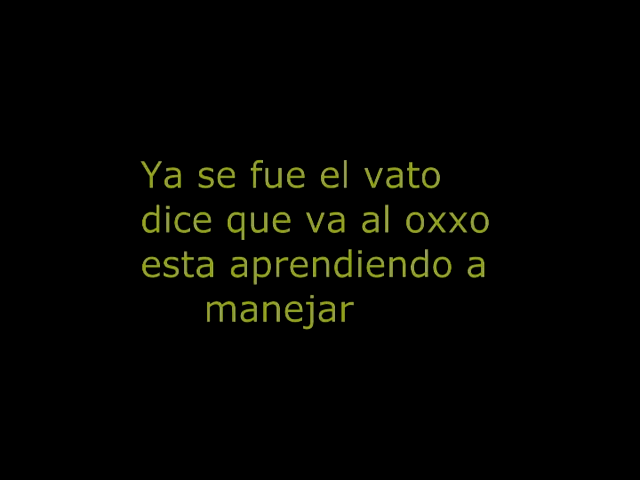 Ya se fue el vato
dice que va al oxxo
esta aprendiendo a
manejar